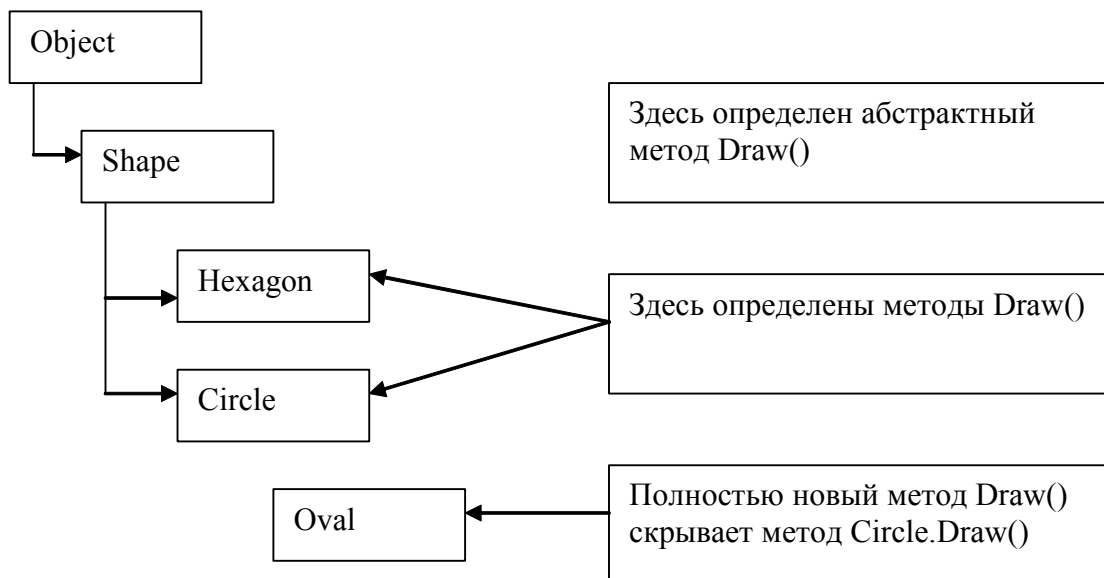 Object
Здесь определен абстрактный
метод Draw()
Shape
Hexagon
Здесь определены методы Draw()
Circle
Полностью новый метод Draw()
скрывает метод Circle.Draw()
Oval